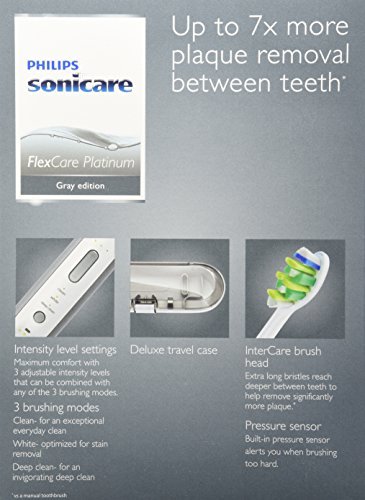 PHILIPS
sonicare
FlexCare Platinum
Gray edition
Up to 7x more
plaque removal
between teeth*
Intensity level settings
Maximum comfort with
3 adjustable intensity levels
that can be combined with
any of the 3 brushing modes.
3 brushing modes
Clean- for an exceptional
everyday clean
White- optimized for stain
removal
Deep clean- for an
invigorating deep clean
Deluxe travel case
InterCare brush
head
Extra long bristles reach
deeper between teeth to
help remove significantly
more plaque.*
Pressure sensor
Built-in pressure sensor
alerts you when brushing
too hard.
*vs a manual toothbrush